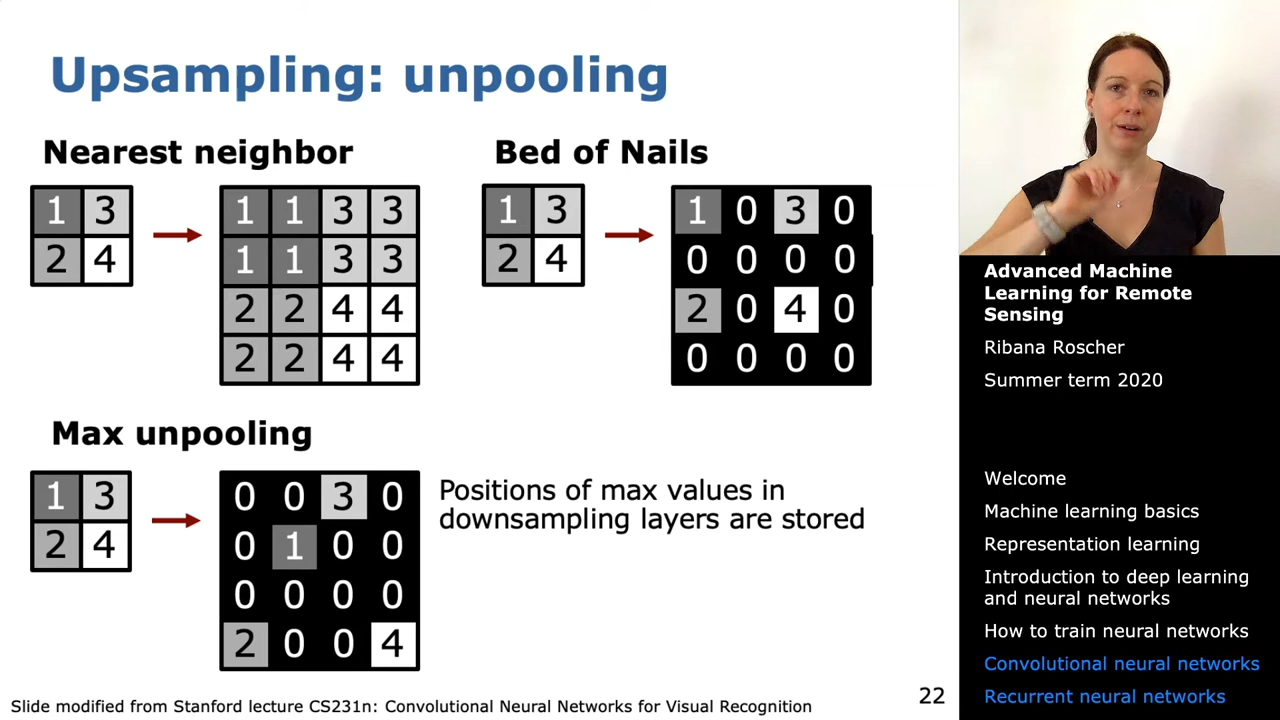 Upsampling: unpooling
Nearest neighbor
1 3
2 4
1 1 3 3
1 1 3 3
2 2 4 4
2 2 4 4
Bed of Nails
1 3
2 4
1 0 3 0
0 0 0 0
2 0 4 0
0 0 0 0
Max unpooling
1 3
2 4
0 0 3 0
0 1 0 0
0 0 0 0
2 0 0 4
Positions of max values in
downsampling layers are stored
Slide modified from Stanford lecture CS231n: Convolutional Neural Networks for Visual Recognition
22
Advanced Machine
Learning for Remote
Sensing
Ribana Roscher
Summer term 2020
Welcome
Machine learning basics
Representation learning
Introduction to deep learning
and neural networks
How to train neural networks
Convolutional neural networks
Recurrent neural networks